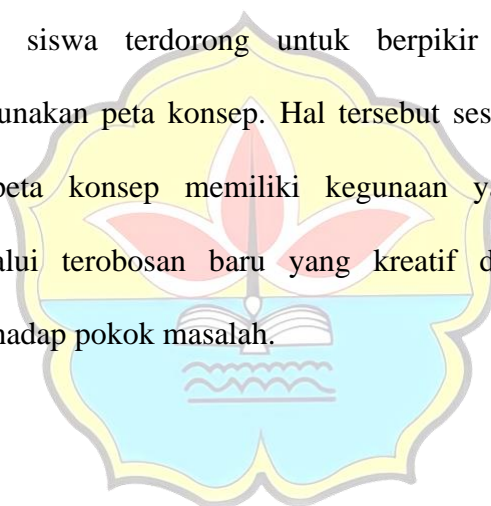 siswa terdorong untuk berpikir
unakan peta konsep. Hal tersebut ses
peta konsep memiliki kegunaan y
alui terobosan baru yang kreatif d
hadap pokok masalah.